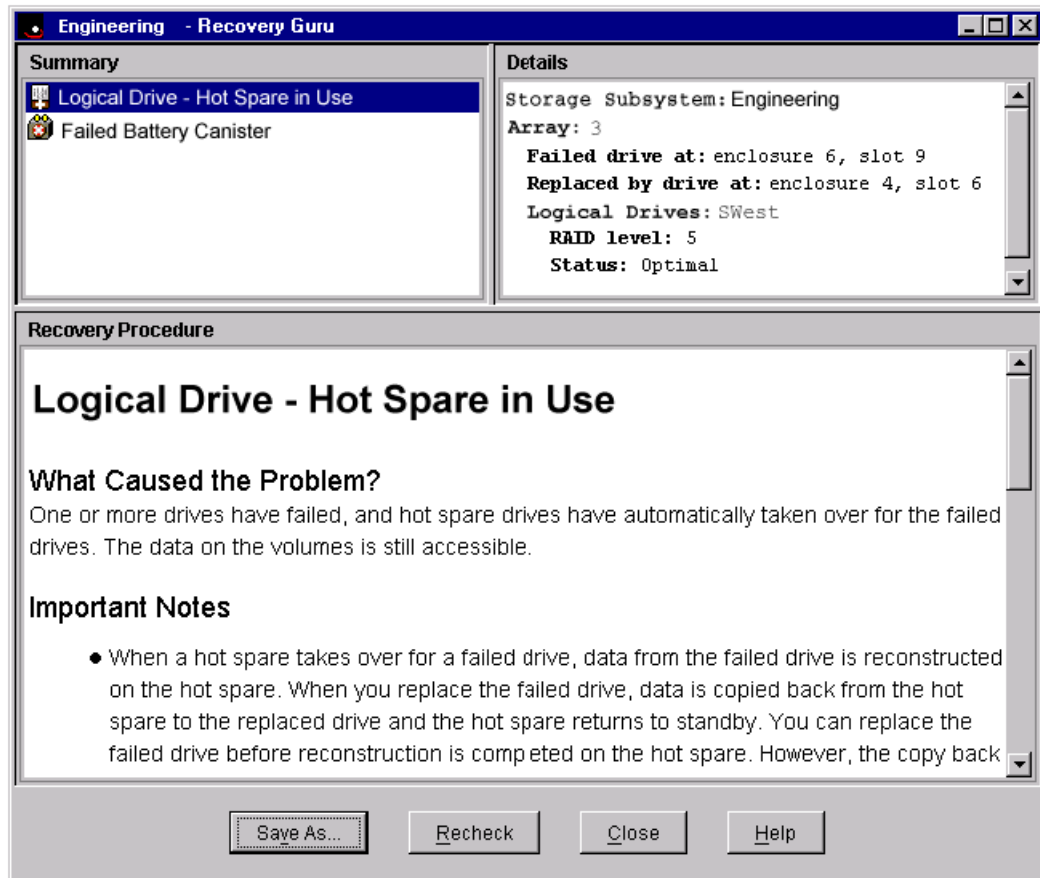 Engineering - Recovery Guru
Summary
Logical Drive - Hot Spare in Use
Failed Battery Canister
Details
Storage Subsystem: Engineering
Array: 3
Failed drive at: enclosure 6, slot 9
Replaced by drive at: enclosure 4, slot 6
Logical Drives: SWest
RAID level: 5
Status: Optimal
Recovery Procedure
Logical Drive - Hot Spare in Use
What Caused the Problem?
One or more drives have failed, and hot spare drives have automatically taken over for the failed
drives. The data on the volumes is still accessible.
Important Notes
● When a hot spare takes over for a failed drive, data from the failed drive is reconstructed
on the hot spare. When you replace the failed drive, data is copied back from the hot
spare to the replaced drive and the hot spare returns to standby. You can replace the
failed drive before reconstruction is competed on the hot spare. However, the copy back
Save As...
Recheck
Close
Help